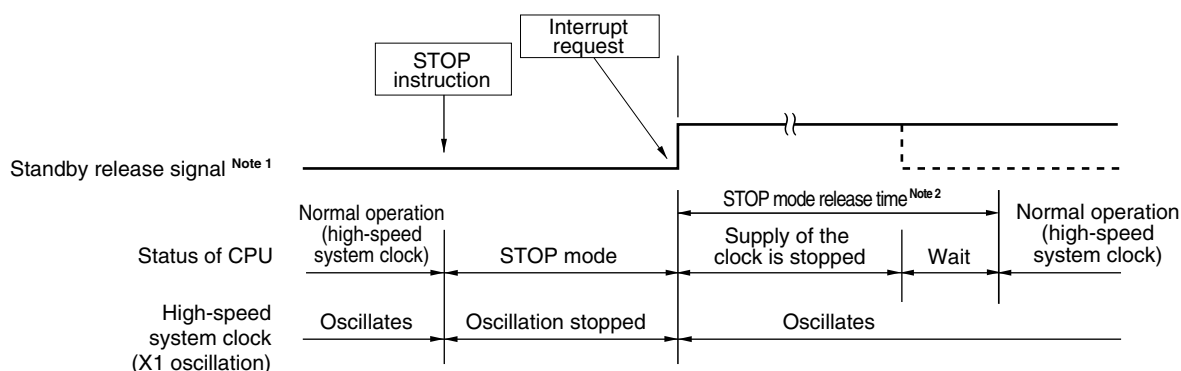 Interrupt
request
STOP
instruction
Standby release signal Note 1
STOP mode release time Note 2
Status of CPU
Normal operation
(high-speed
system clock)
STOP mode
Supply of the
clock is stopped
Wait
Normal operation
(high-speed
system clock)
High-speed
system clock
(X1 oscillation)
Oscillates
Oscillation stopped
Oscillates